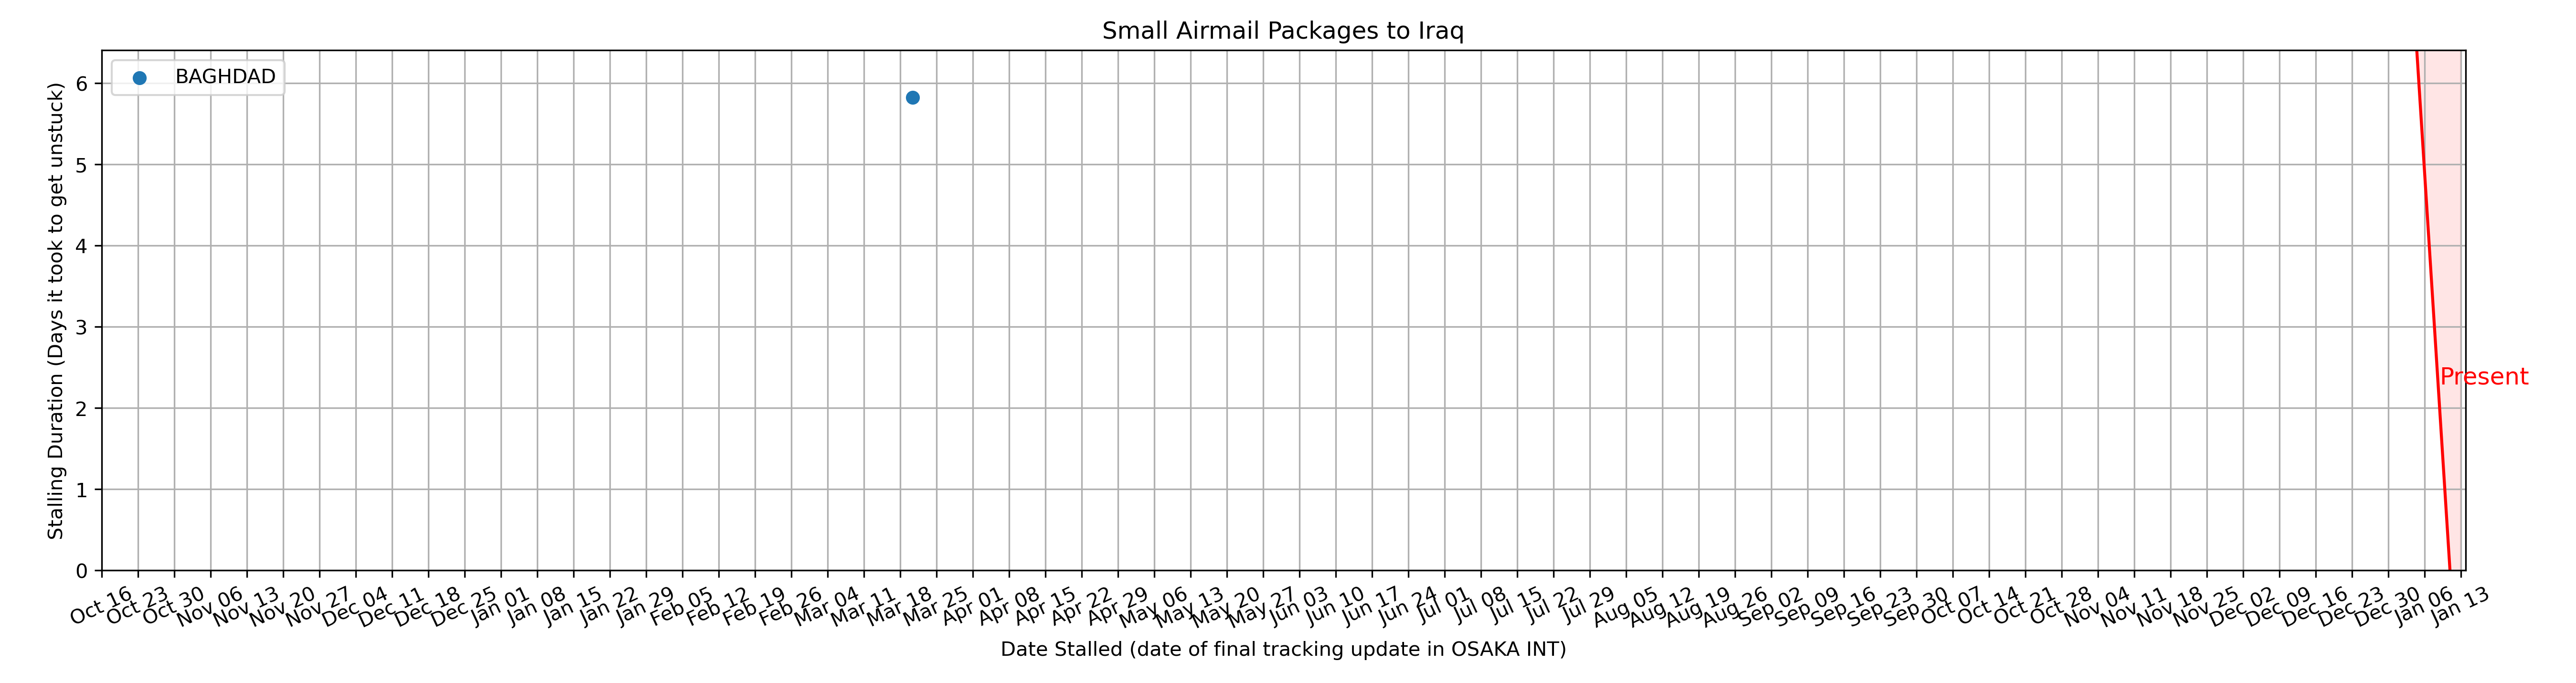 Small Airmail Packages to Iraq
BAGHDAD
Stalling Duration (Days it took to get unstuck)
6
5
4
3
2
1
0
Present
Oct 16 Oct 23 Oct 30 Nov 06 Nov 13 Nov 20 Nov 27 Dec 04 Dec 11 Dec 18 Dec 25 Jan 01 Jan 08 Jan 15 Jan 22 Jan 29 Feb 05 Feb 12 Feb 19 Feb 26 Mar 04 Mar 11 Mar 18 Mar 25 Apr 01 Apr 08 Apr 15 Apr 22 Apr 29 May 06 May 13 May 20 May 27 Jun 03 Jun 10 Jun 17 Jun 24 Jul 01 Jul 08 Jul 15 Jul 22 Jul 29 Aug 05 Aug 12 Aug 19 Aug 26 Sep 02 Sep 09 Sep 16 Sep 23 Sep 30 Oct 07 Oct 14 Oct 21 Oct 28 Nov 04 Nov 11 Nov 18 Nov 25 Dec 02 Dec 09 Dec 16 Dec 23 Dec 30 Jan 06 Jan 13
Date Stalled (date of final tracking update in OSAKA INT)